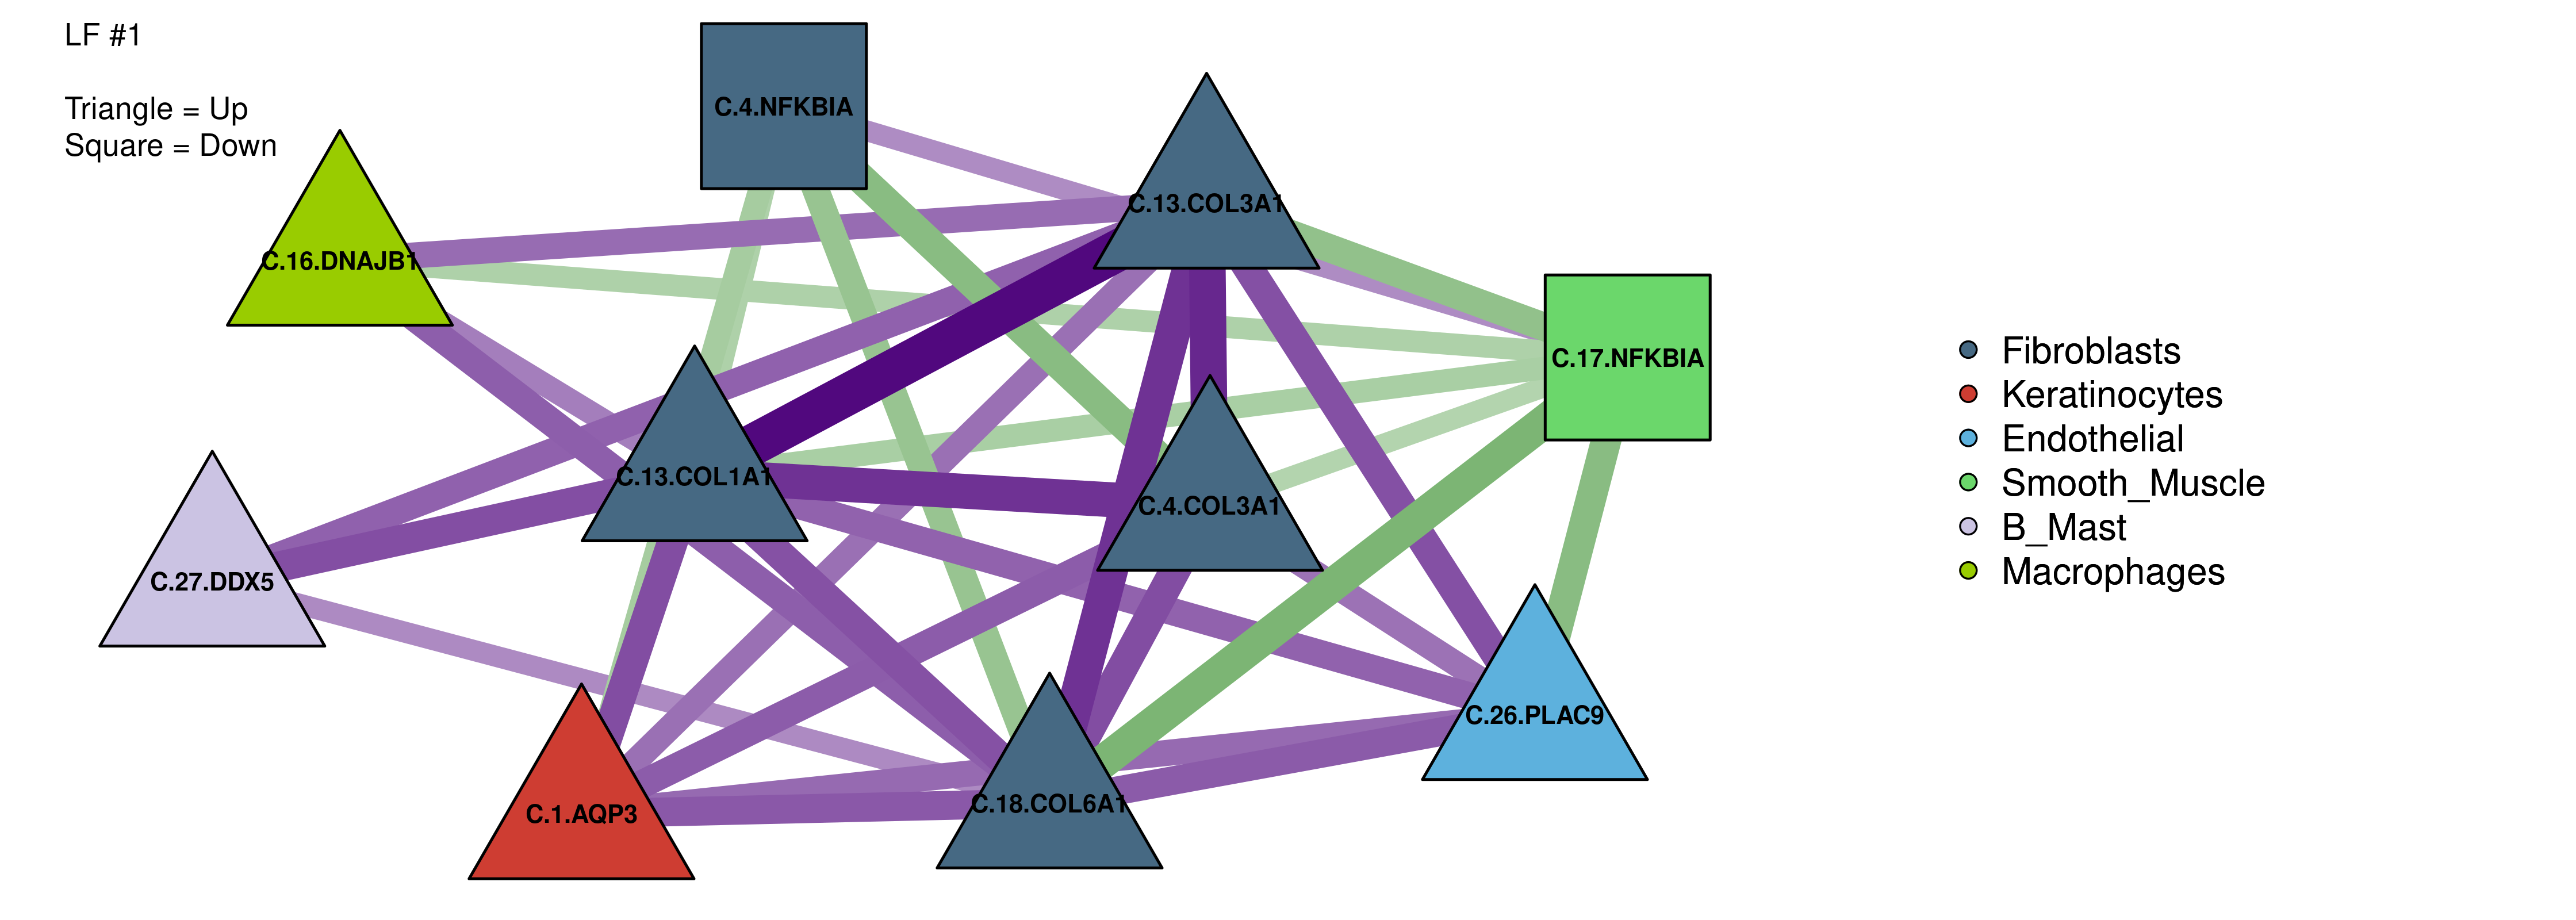 LF #1
Triangle = Up
Square = Down
C.4.NFKBIA
C.13.COL3A1
C.16.DNAJB1
C.17.NFKBIA
C.13.COL1A1
C.4.COL3A1
C.27.DDX5
C.26.PLAC9
C.1.AQP3
C.18.COL6A1
Fibroblasts
Keratinocytes
Endothelial
Smooth_Muscle
B_Mast
Macrophages